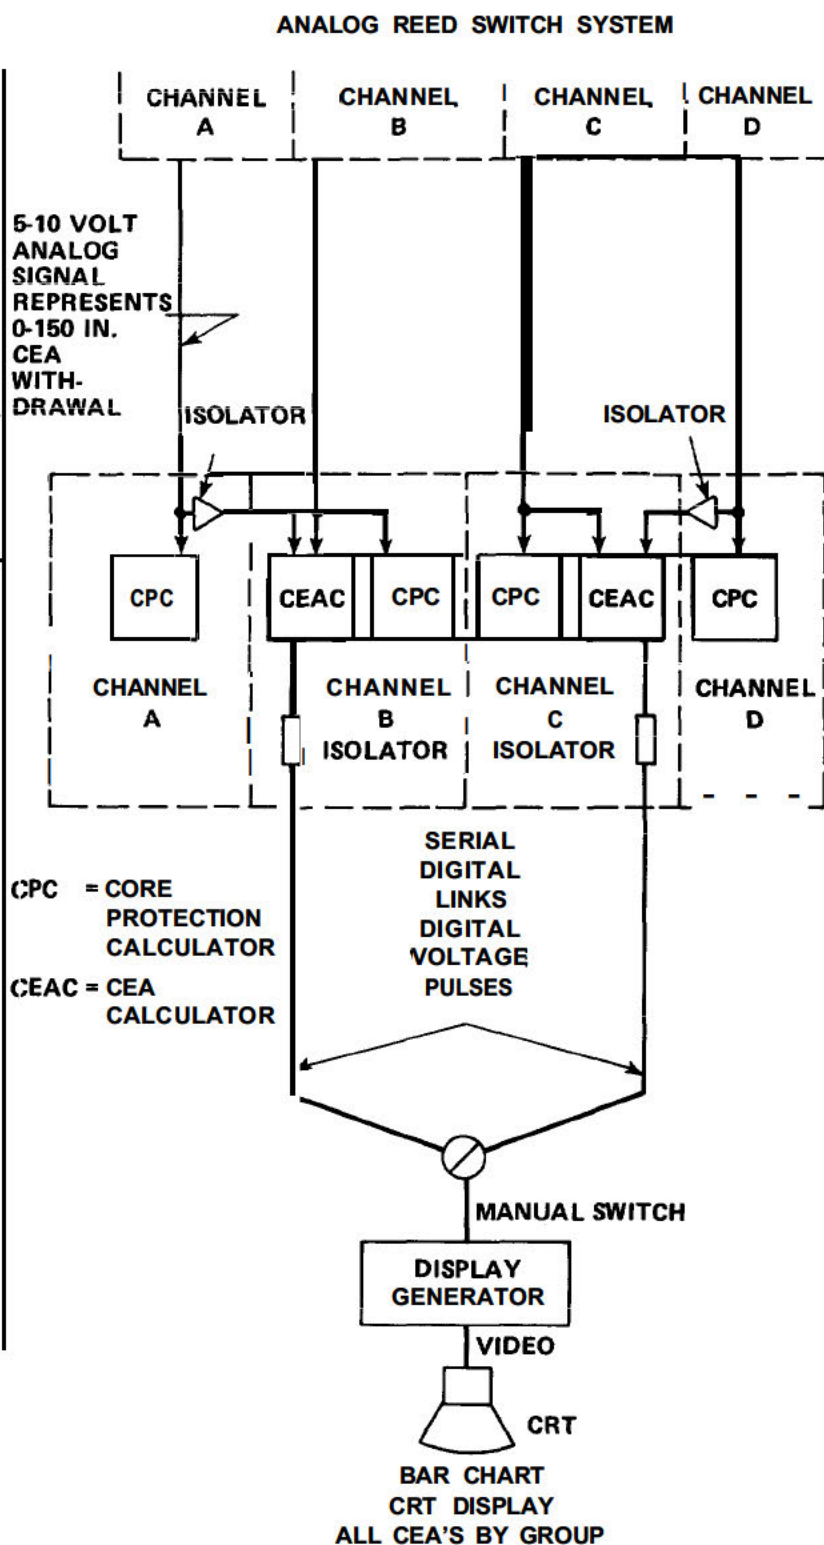 ANALOG REED SWITCH SYSTEM
CHANNEL
A
CHANNEL
B
CHANNEL
C
CHANNEL
D
5-10 VOLT
ANALOG
SIGNAL
REPRESENTS
0-150 IN.
CEA
WITH-
DRAWAL
ISOLATOR
ISOLATOR
CPC
CEAC
CPC
CPC
CEAC
CPC
CHANNEL
A
CHANNEL
B
ISOLATOR
CHANNEL
C
ISOLATOR
CHANNEL
D
SERIAL
DIGITAL
LINKS
DIGITAL
VOLTAGE
PULSES
CPC = CORE
PROTECTION
CALCULATOR
CEAC = CEA
CALCULATOR
MANUAL SWITCH
DISPLAY
GENERATOR
VIDEO
CRT
BAR CHART
CRT DISPLAY
ALL CEA'S BY GROUP